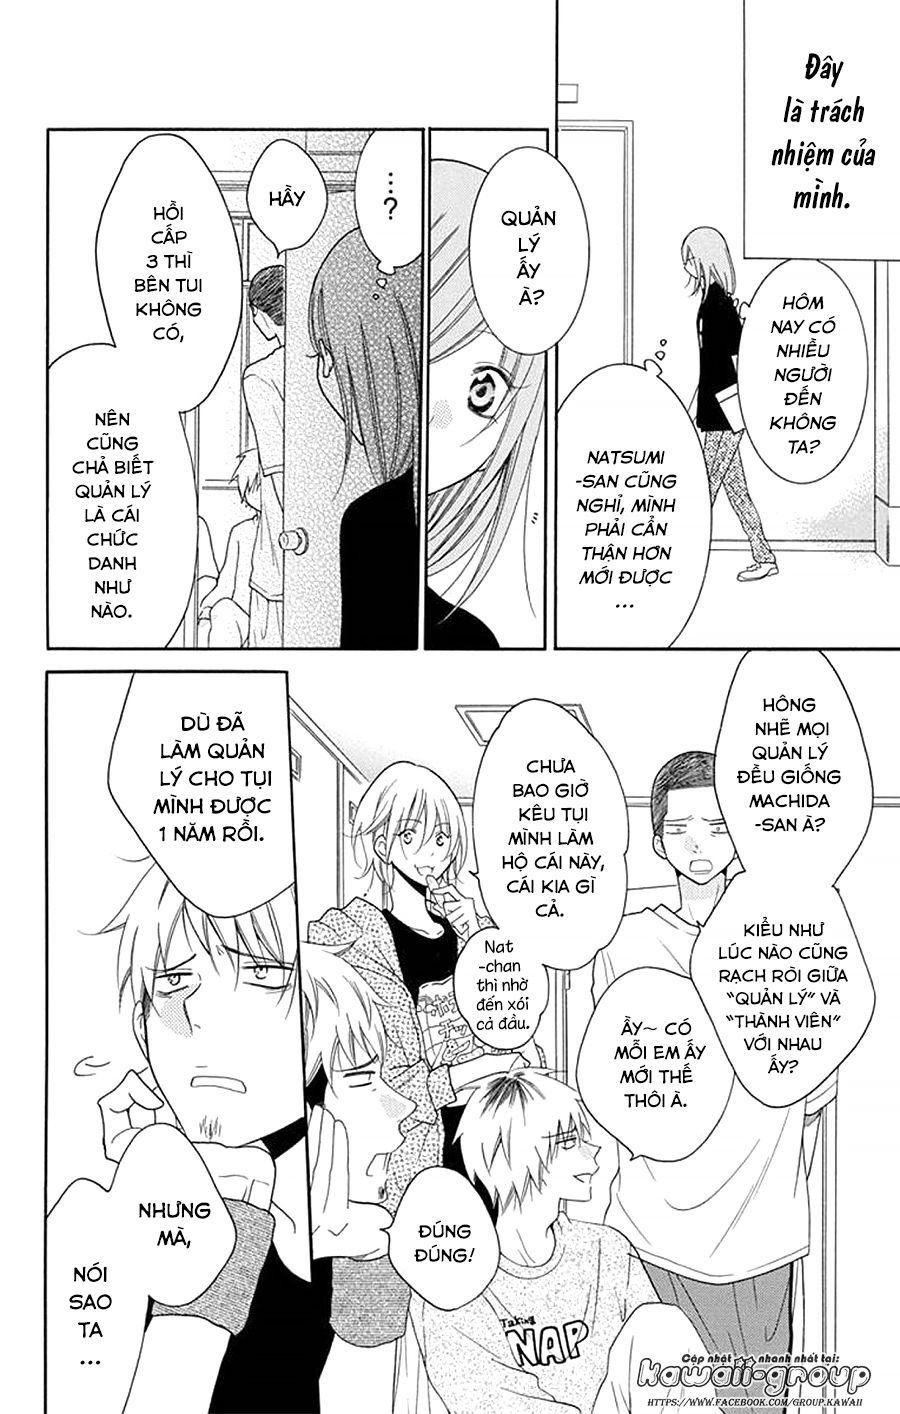 Đây
là trách
nhiệm của
mình.
HÔM
NAY CÓ
NHIỀU
NGƯỜI
ĐẾN
KHÔNG
TA?
NATSUMI
-SAN CŨNG
NGHỈ, MÌNH
PHẢI CẨN
THẬN HƠN
MỚI ĐƯỢC
...
QUẢN
LÝ
ẤY
À?
...?
HẦY
HỒI
CẤP
3 THÌ
BÊN TUI
KHÔNG
CÓ,
NÊN
CŨNG
CHẢ BIẾT
QUẢN LÝ
LÀ CÁI
CHỨC
DANH
NHƯ
NÀO.
HÔNG
NHẼ MỌI
QUẢN LÝ
ĐỀU GIỐNG
MACHIDA
-SAN À?
KIỂU NHƯ
LÚC NÀO CŨNG
RẠCH RÒI GIỮA
"QUẢN LÝ" VÀ
"THÀNH VIÊN"
VỚI NHAU
ẤY?
CHƯA
BAO GIỜ
KÊU TỤI
MÌNH LÀM
HỘ CÁI NÀY,
CÁI KIA GÌ
CẢ.
Nat
-chan
thì nhờ
đến xói
cả đầu.
ẦY~ CÓ
MỖI EM ẤY
MỚI THẾ
THÔI À.
ĐÚNG
ĐÚNG!
DÙ ĐÃ
LÀM QUẢN
LÝ CHO TỤI
MÌNH ĐƯỢC
1 NĂM RỒI.
NHƯNG
MÀ,
NÓI
SAO
TA
...
Taking
NAP
Cập nhật nhanh nhất tại:
kawaii-group
HTTPS://WWW.FACEBOOK.COM/GROUP.KAWAII